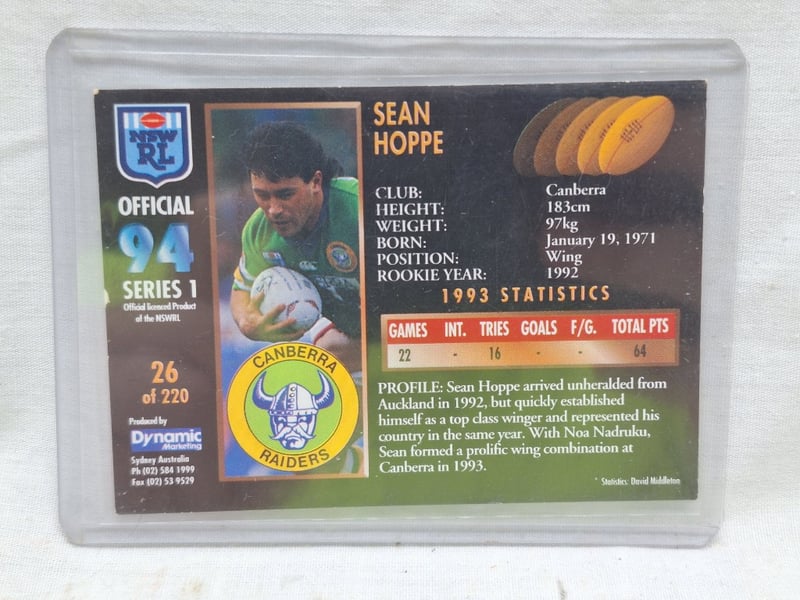 NSW
RL
OFFICIAL
94
SERIES 1
Official licenced Product
of the NSWRL
26
of 220
Produced by
Dynamic
Marketing
Sydney Australia
Ph (02) 584 1999
Fax (02) 53 9529
CANBERRA
RAIDERS
SEAN
HOPPE
CLUB: Canberra
HEIGHT: 183cm
WEIGHT: 97kg
BORN: January 19, 1971
POSITION: Wing
ROOKIE YEAR: 1992
1993 STATISTICS
GAMES INT. TRIES GOALS F/G. TOTAL PTS
22 - 16 - - 64
PROFILE: Sean Hoppe arrived unheralded from
Auckland in 1992, but quickly established
himself as a top class winger and represented his
country in the same year. With Noa Nadruku,
Sean formed a prolific wing combination at
Canberra in 1993.
* Statistics: David Middleton